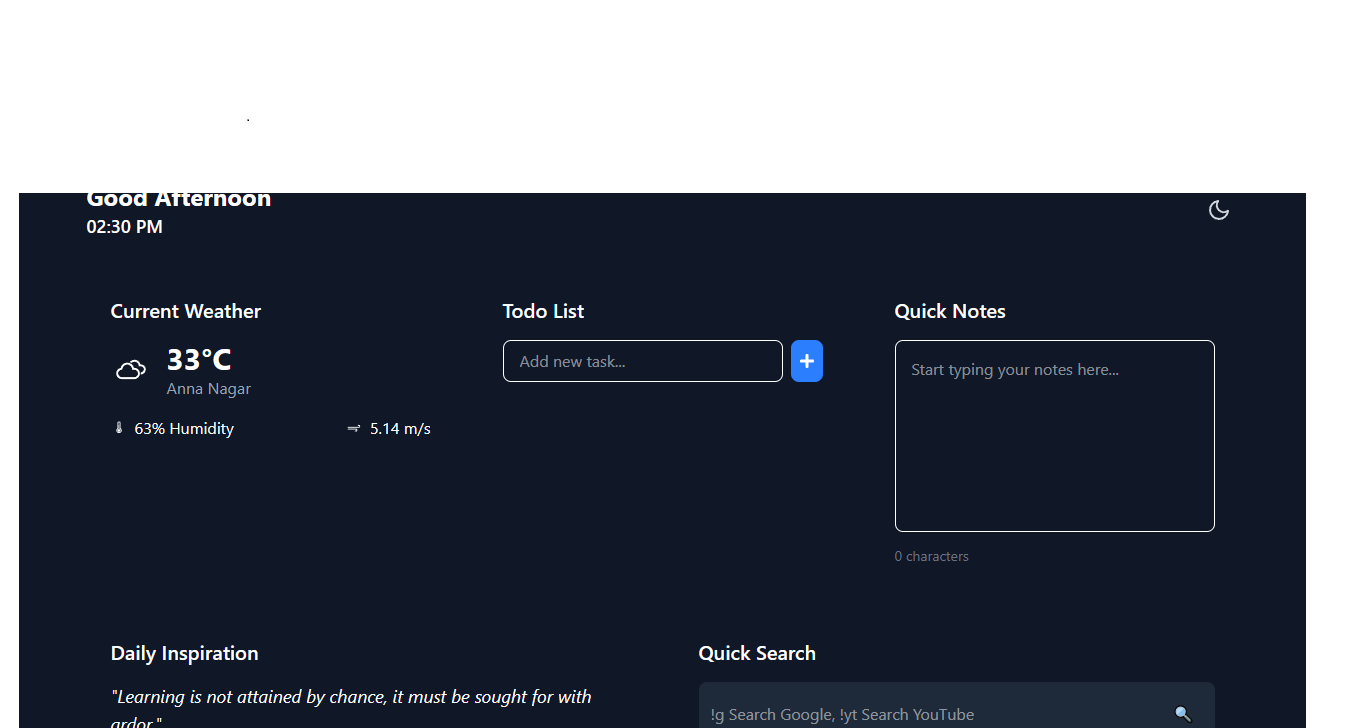 Good Afternoon
02:30 PM
Current Weather
33°C
Anna Nagar
63% Humidity
5.14 m/s
Todo List
Add new task...
Quick Notes
Start typing your notes here...
0 characters
Daily Inspiration
"Learning is not attained by chance, it must be sought for with
ardor."
Quick Search
!g Search Google, !yt Search YouTube